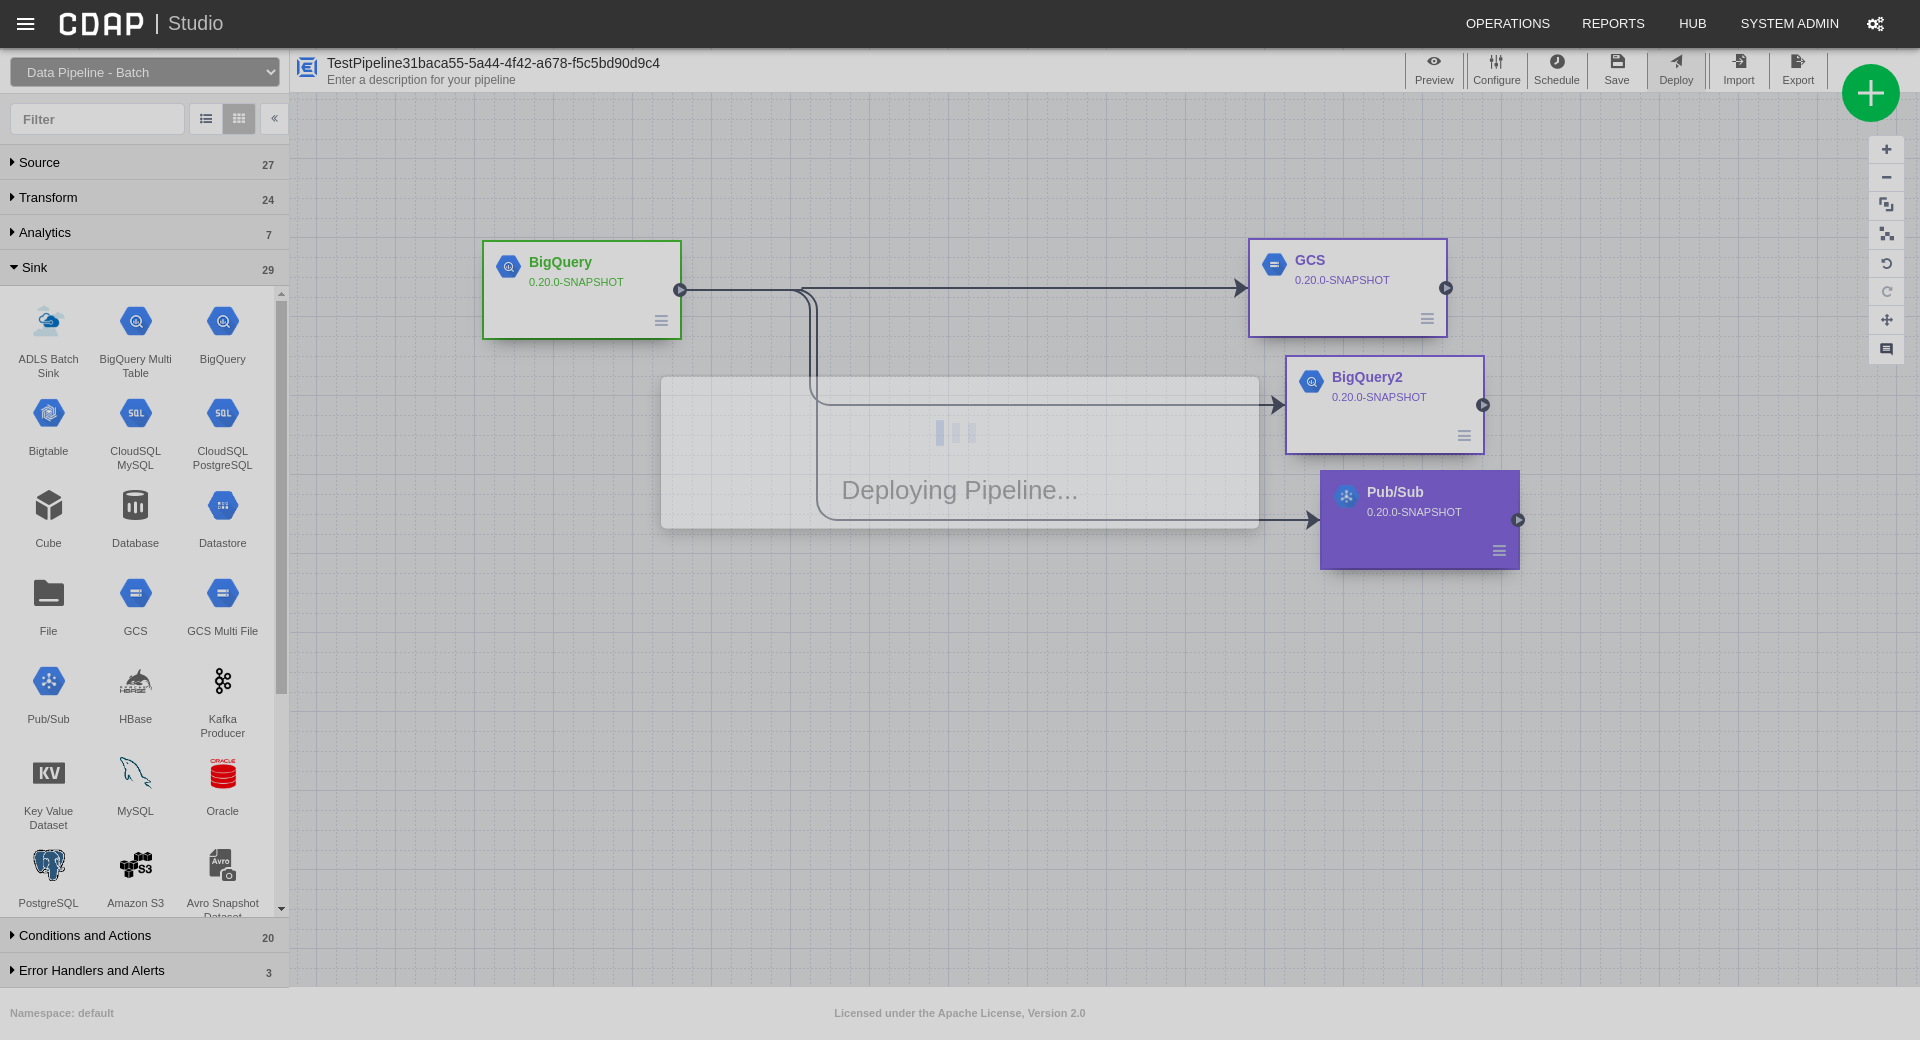 CDAP | Studio
OPERATIONS
REPORTS
HUB
SYSTEM ADMIN
Data Pipeline - Batch
TestPipeline31baca55-5a44-4f42-a678-f5c5bd90d9c4
Enter a description for your pipeline
Preview
Configure
Schedule
Save
Deploy
Import
Export
Filter
Source 27
Transform 24
Analytics 7
Sink 29
ADLS Batch
Sink
BigQuery Multi
Table
BigQuery
Bigtable
SQL
CloudSQL
MySQL
SQL
CloudSQL
PostgreSQL
Cube
Database
Datastore
File
GCS
GCS Multi File
Pub/Sub
HBASE
HBase
Kafka
Producer
KV
Key Value
Dataset
MySQL
ORACLE
Oracle
PostgreSQL
S3
Amazon S3
Avro
Avro Snapshot
Dataset
Conditions and Actions 20
Error Handlers and Alerts 3
BigQuery
0.20.0-SNAPSHOT
GCS
0.20.0-SNAPSHOT
BigQuery2
0.20.0-SNAPSHOT
Pub/Sub
0.20.0-SNAPSHOT
Deploying Pipeline...
Namespace: default
Licensed under the Apache License, Version 2.0